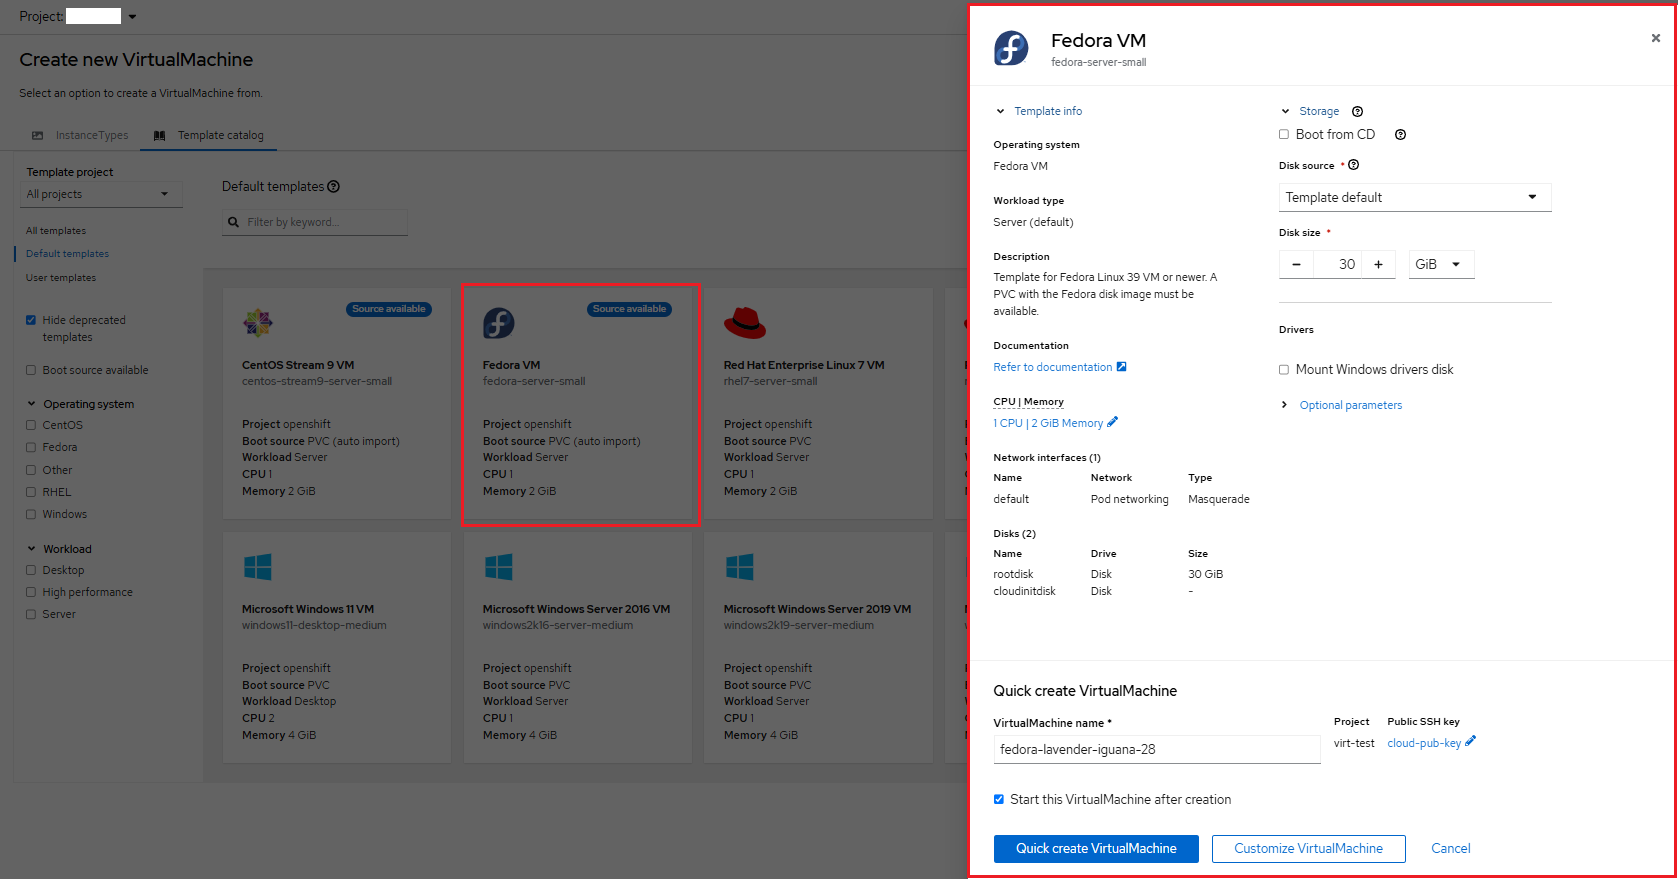 Project:
Create new VirtualMachine
Select an option to create a VirtualMachine from.
InstanceTypes
Template catalog
Template project
All projects
All templates
Default templates
User templates
Hide deprecated
templates
Boot source available
Operating system
CentOS
Fedora
Other
RHEL
Windows
Workload
Desktop
High performance
Server
Default templates
Filter by keyword...
Source available
CentOS Stream 9 VM
centos-stream9-server-small
Project openshift
Boot source PVC (auto import)
Workload Server
CPU 1
Memory 2 GiB
Source available
Fedora VM
fedora-server-small
Project openshift
Boot source PVC (auto import)
Workload Server
CPU 1
Memory 2 GiB
Red Hat Enterprise Linux 7 VM
rhel7-server-small
Project openshift
Boot source PVC
Workload Server
CPU 1
Memory 2 GiB
Microsoft Windows 11 VM
windows11-desktop-medium
Project openshift
Boot source PVC
Workload Desktop
CPU 2
Memory 4 GiB
Microsoft Windows Server 2016 VM
windows2k16-server-medium
Project openshift
Boot source PVC
Workload Server
CPU 1
Memory 4 GiB
Microsoft Windows Server 2019 VM
windows2k19-server-medium
Project openshift
Boot source PVC
Workload Server
CPU 1
Memory 4 GiB
Fedora VM
fedora-server-small
Template info
Operating system
Fedora VM
Workload type
Server (default)
Description
Template for Fedora Linux 39 VM or newer. A
PVC with the Fedora disk image must be
available.
Documentation
Refer to documentation
CPU | Memory
1 CPU | 2 GiB Memory
Network interfaces (1)
Name Network Type
default Pod networking Masquerade
Disks (2)
Name Drive Size
rootdisk Disk 30 GiB
cloudinitdisk Disk -
Storage
Boot from CD
Disk source *
Template default
Disk size *
30 GiB
Drivers
Mount Windows drivers disk
Optional parameters
Quick create VirtualMachine
VirtualMachine name *
fedora-lavender-iguana-28
Project
virt-test
Public SSH key
cloud-pub-key
Start this VirtualMachine after creation
Quick create VirtualMachine
Customize VirtualMachine
Cancel